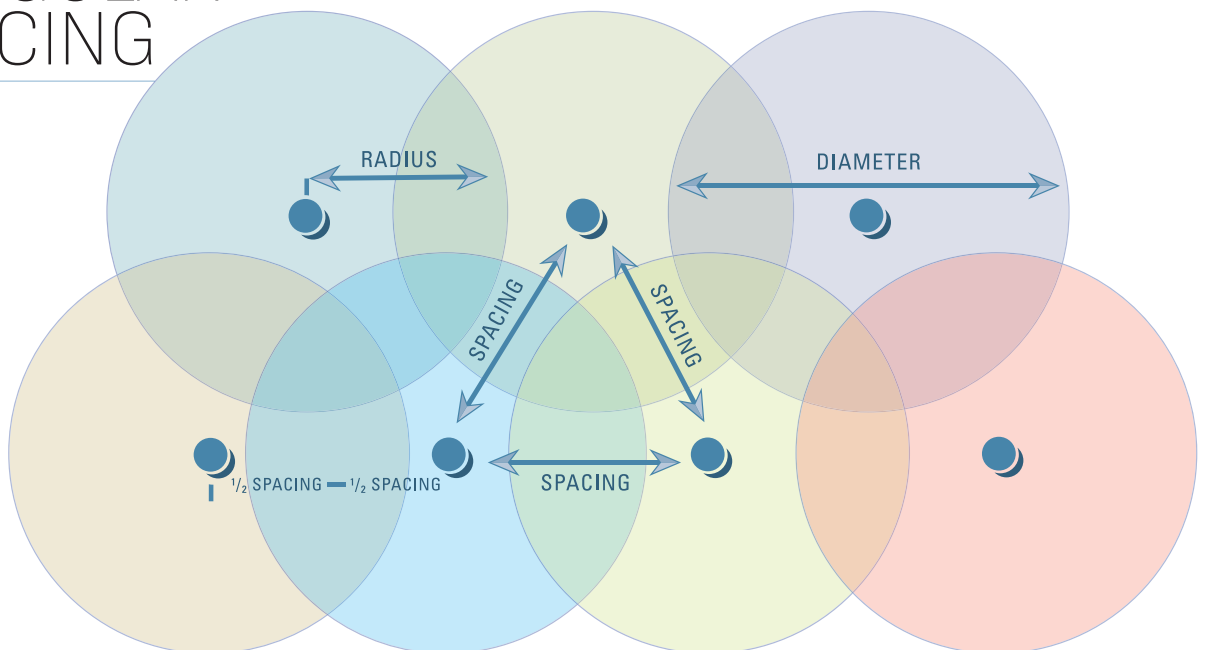 CING
RADIUS
DIAMETER
SPACING
SPACING
SPACING
1/2 SPACING — 1/2 SPACING